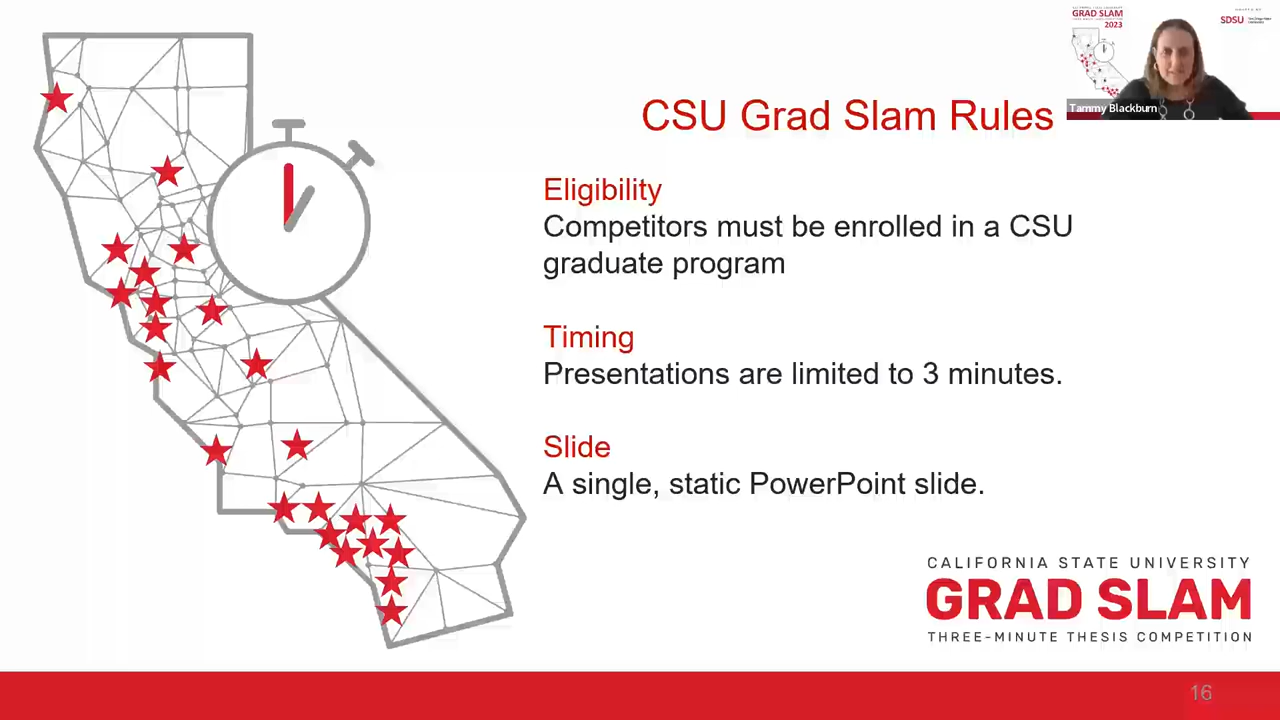 GRAD SLAM
2023
SDSU
Tammy Blackburn
CSU Grad Slam Rules
Eligibility
Competitors must be enrolled in a CSU
graduate program
Timing
Presentations are limited to 3 minutes.
Slide
A single, static PowerPoint slide.
CALIFORNIA STATE UNIVERSITY
GRAD SLAM
THREE-MINUTE THESIS COMPETITION
16